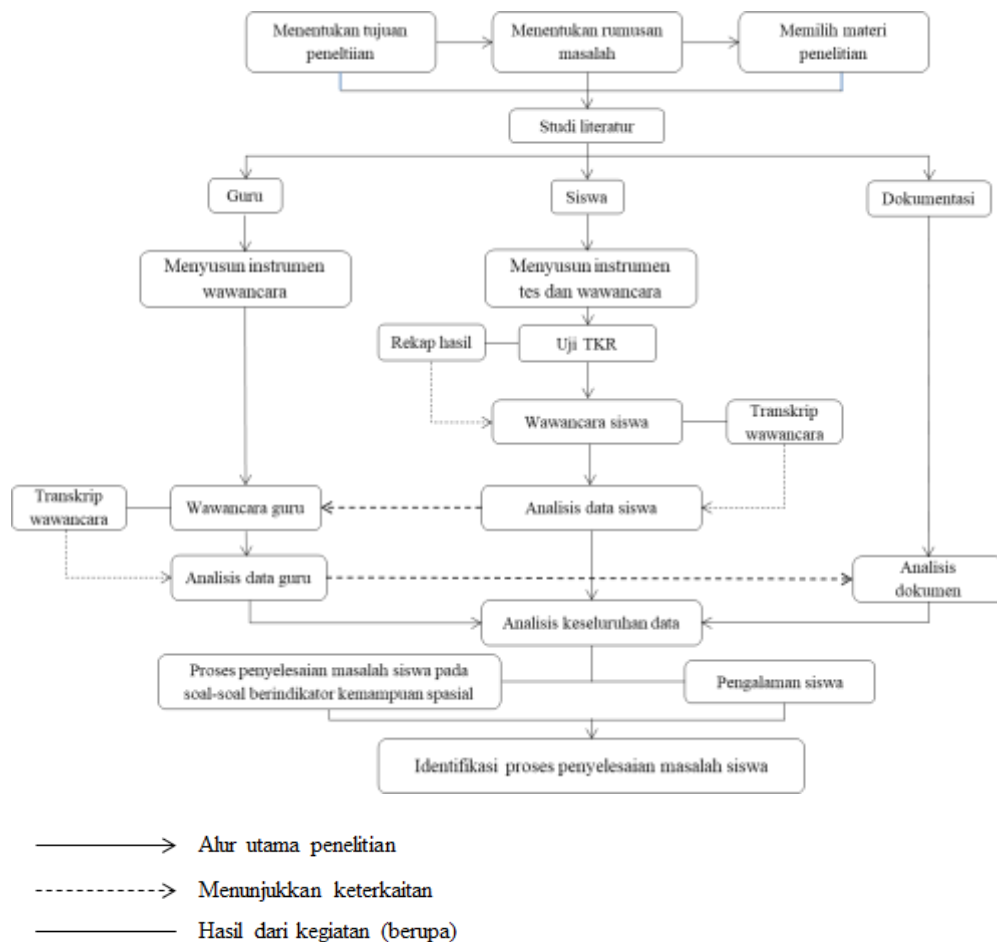 Menentukan tujuan
peneltiian
Menentukan rumusan
masalah
Memilih materi
penelitian
Studi literatur
Guru
Siswa
Dokumentasi
Menyusun instrumen
wawancara
Menyusun instrumen
tes dan wawancara
Rekap hasil
Uji TKR
Wawancara siswa
Transkrip
wawancara
Transkrip
wawancara
Wawancara guru
Analisis data siswa
Analisis data guru
Analisis
dokumen
Analisis keseluruhan data
Proses penyelesaian masalah siswa pada
soal-soal berindikator kemampuan spasial
Pengalaman siswa
Identifikasi proses penyelesaian masalah siswa
Alur utama penelitian
Menunjukkan keterkaitan
Hasil dari kegiatan (berupa)